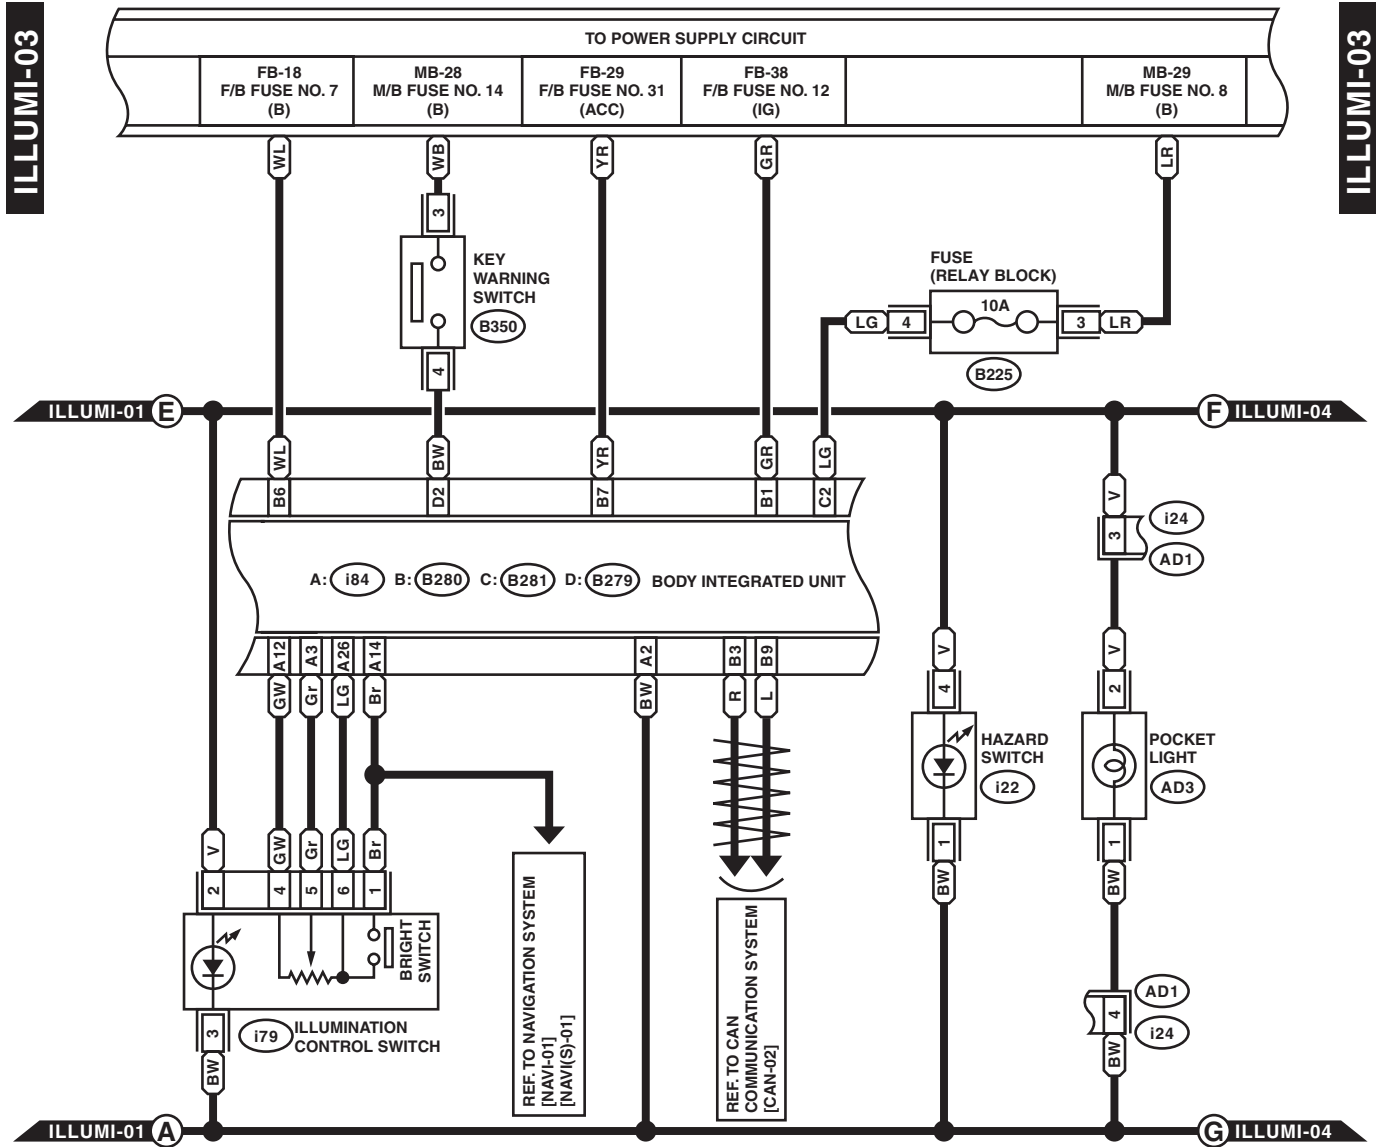 ILLUMI-03
ILLUMI-03
TO POWER SUPPLY CIRCUIT
FB-18
F/B FUSE NO. 7
(B)
MB-28
M/B FUSE NO. 14
(B)
FB-29
F/B FUSE NO. 31
(ACC)
FB-38
F/B FUSE NO. 12
(IG)
MB-29
M/B FUSE NO. 8
(B)
WL
WB
YR
GR
LR
3
KEY
WARNING
SWITCH
B350
4
FUSE
(RELAY BLOCK)
10A
LG
4
3
LR
B225
ILLUMI-01
E
F
ILLUMI-04
WL
BW
YR
GR
LG
V
B6
D2
B7
B1
C2
3
i24
AD1
A: i84 B: B280 C: B281 D: B279 BODY INTEGRATED UNIT
A12
A3
A26
A14
A2
B3
B9
V
V
GW
Gr
LG
Br
BW
R
L
4
2
HAZARD
SWITCH
i22
POCKET
LIGHT
AD3
V
GW
Gr
LG
Br
1
1
2
4
5
6
1
BW
BW
BRIGHT
SWITCH
REF. TO NAVIGATION SYSTEM
[NAVI-01]
[NAVI(S)-01]
REF. TO CAN
COMMUNICATION SYSTEM
[CAN-02]
3
i79
ILLUMINATION
CONTROL SWITCH
AD1
4
i24
BW
BW
ILLUMI-01
A
G
ILLUMI-04